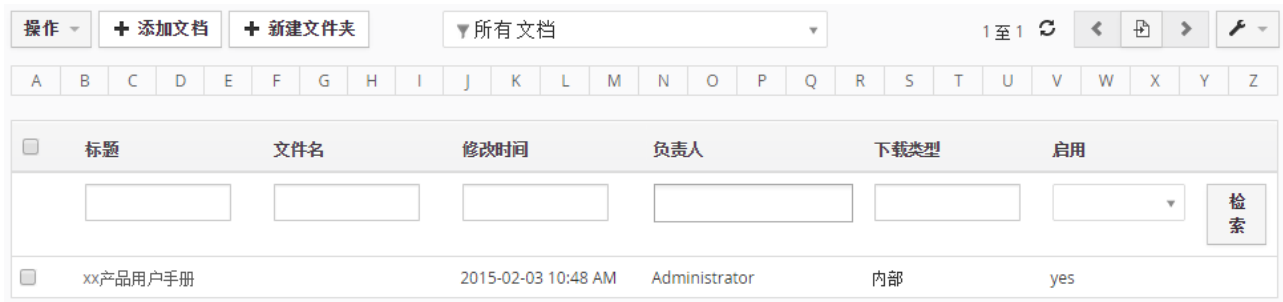 操作 添加文档 新建文件夹 所有文档 1 至 1
A B C D E F G H I J K L M N O P Q R S T U V W X Y Z
标题 文件名 修改时间 负责人 下载类型 启用
检
索
xx产品用户手册 2015-02-03 10:48 AM Administrator 内部 yes